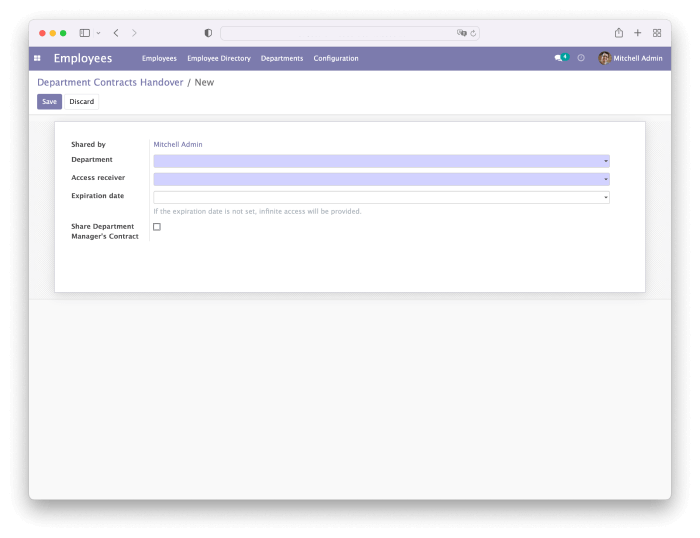 Employees Employees Employee Directory Departments Configuration 4 Mitchell Admin
Department Contracts Handover / New
Save Discard
Shared by Mitchell Admin
Department
Access receiver
Expiration date
If the expiration date is not set, infinite access will be provided.
Share Department
Manager's Contract